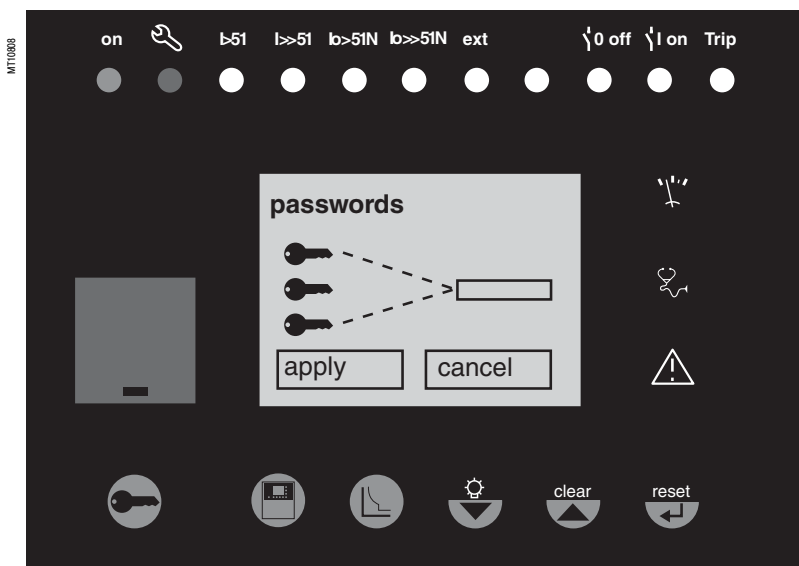 MT10808
on I>51 I>>51 Io>51N Io>>51N ext 0 off I on Trip
passwords
apply cancel
clear reset